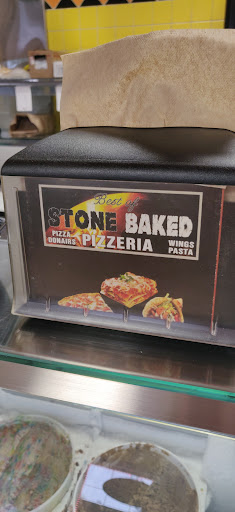 Best of
STONE BAKED
PIZZA DONAIRS PIZZERIA WINGS PASTA